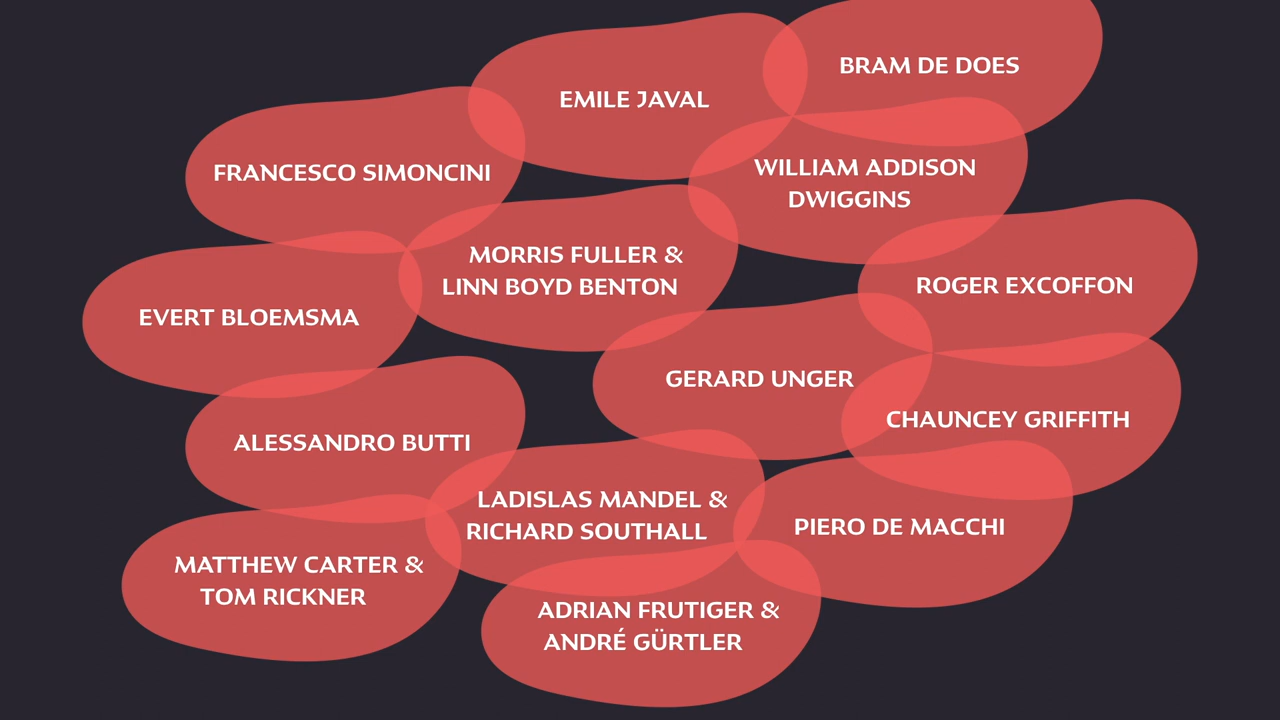 BRAM DE DOES
EMILE JAVAL
FRANCESCO SIMONCINI
WILLIAM ADDISON
DWIGGINS
MORRIS FULLER &
LINN BOYD BENTON
ROGER EXCOFFON
EVERT BLOEMSMA
GERARD UNGER
CHAUNCEY GRIFFITH
ALESSANDRO BUTTI
LADISLAS MANDEL &
RICHARD SOUTHALL
PIERO DE MACCHI
MATTHEW CARTER &
TOM RICKNER
ADRIAN FRUTIGER &
ANDRÉ GÜRTLER